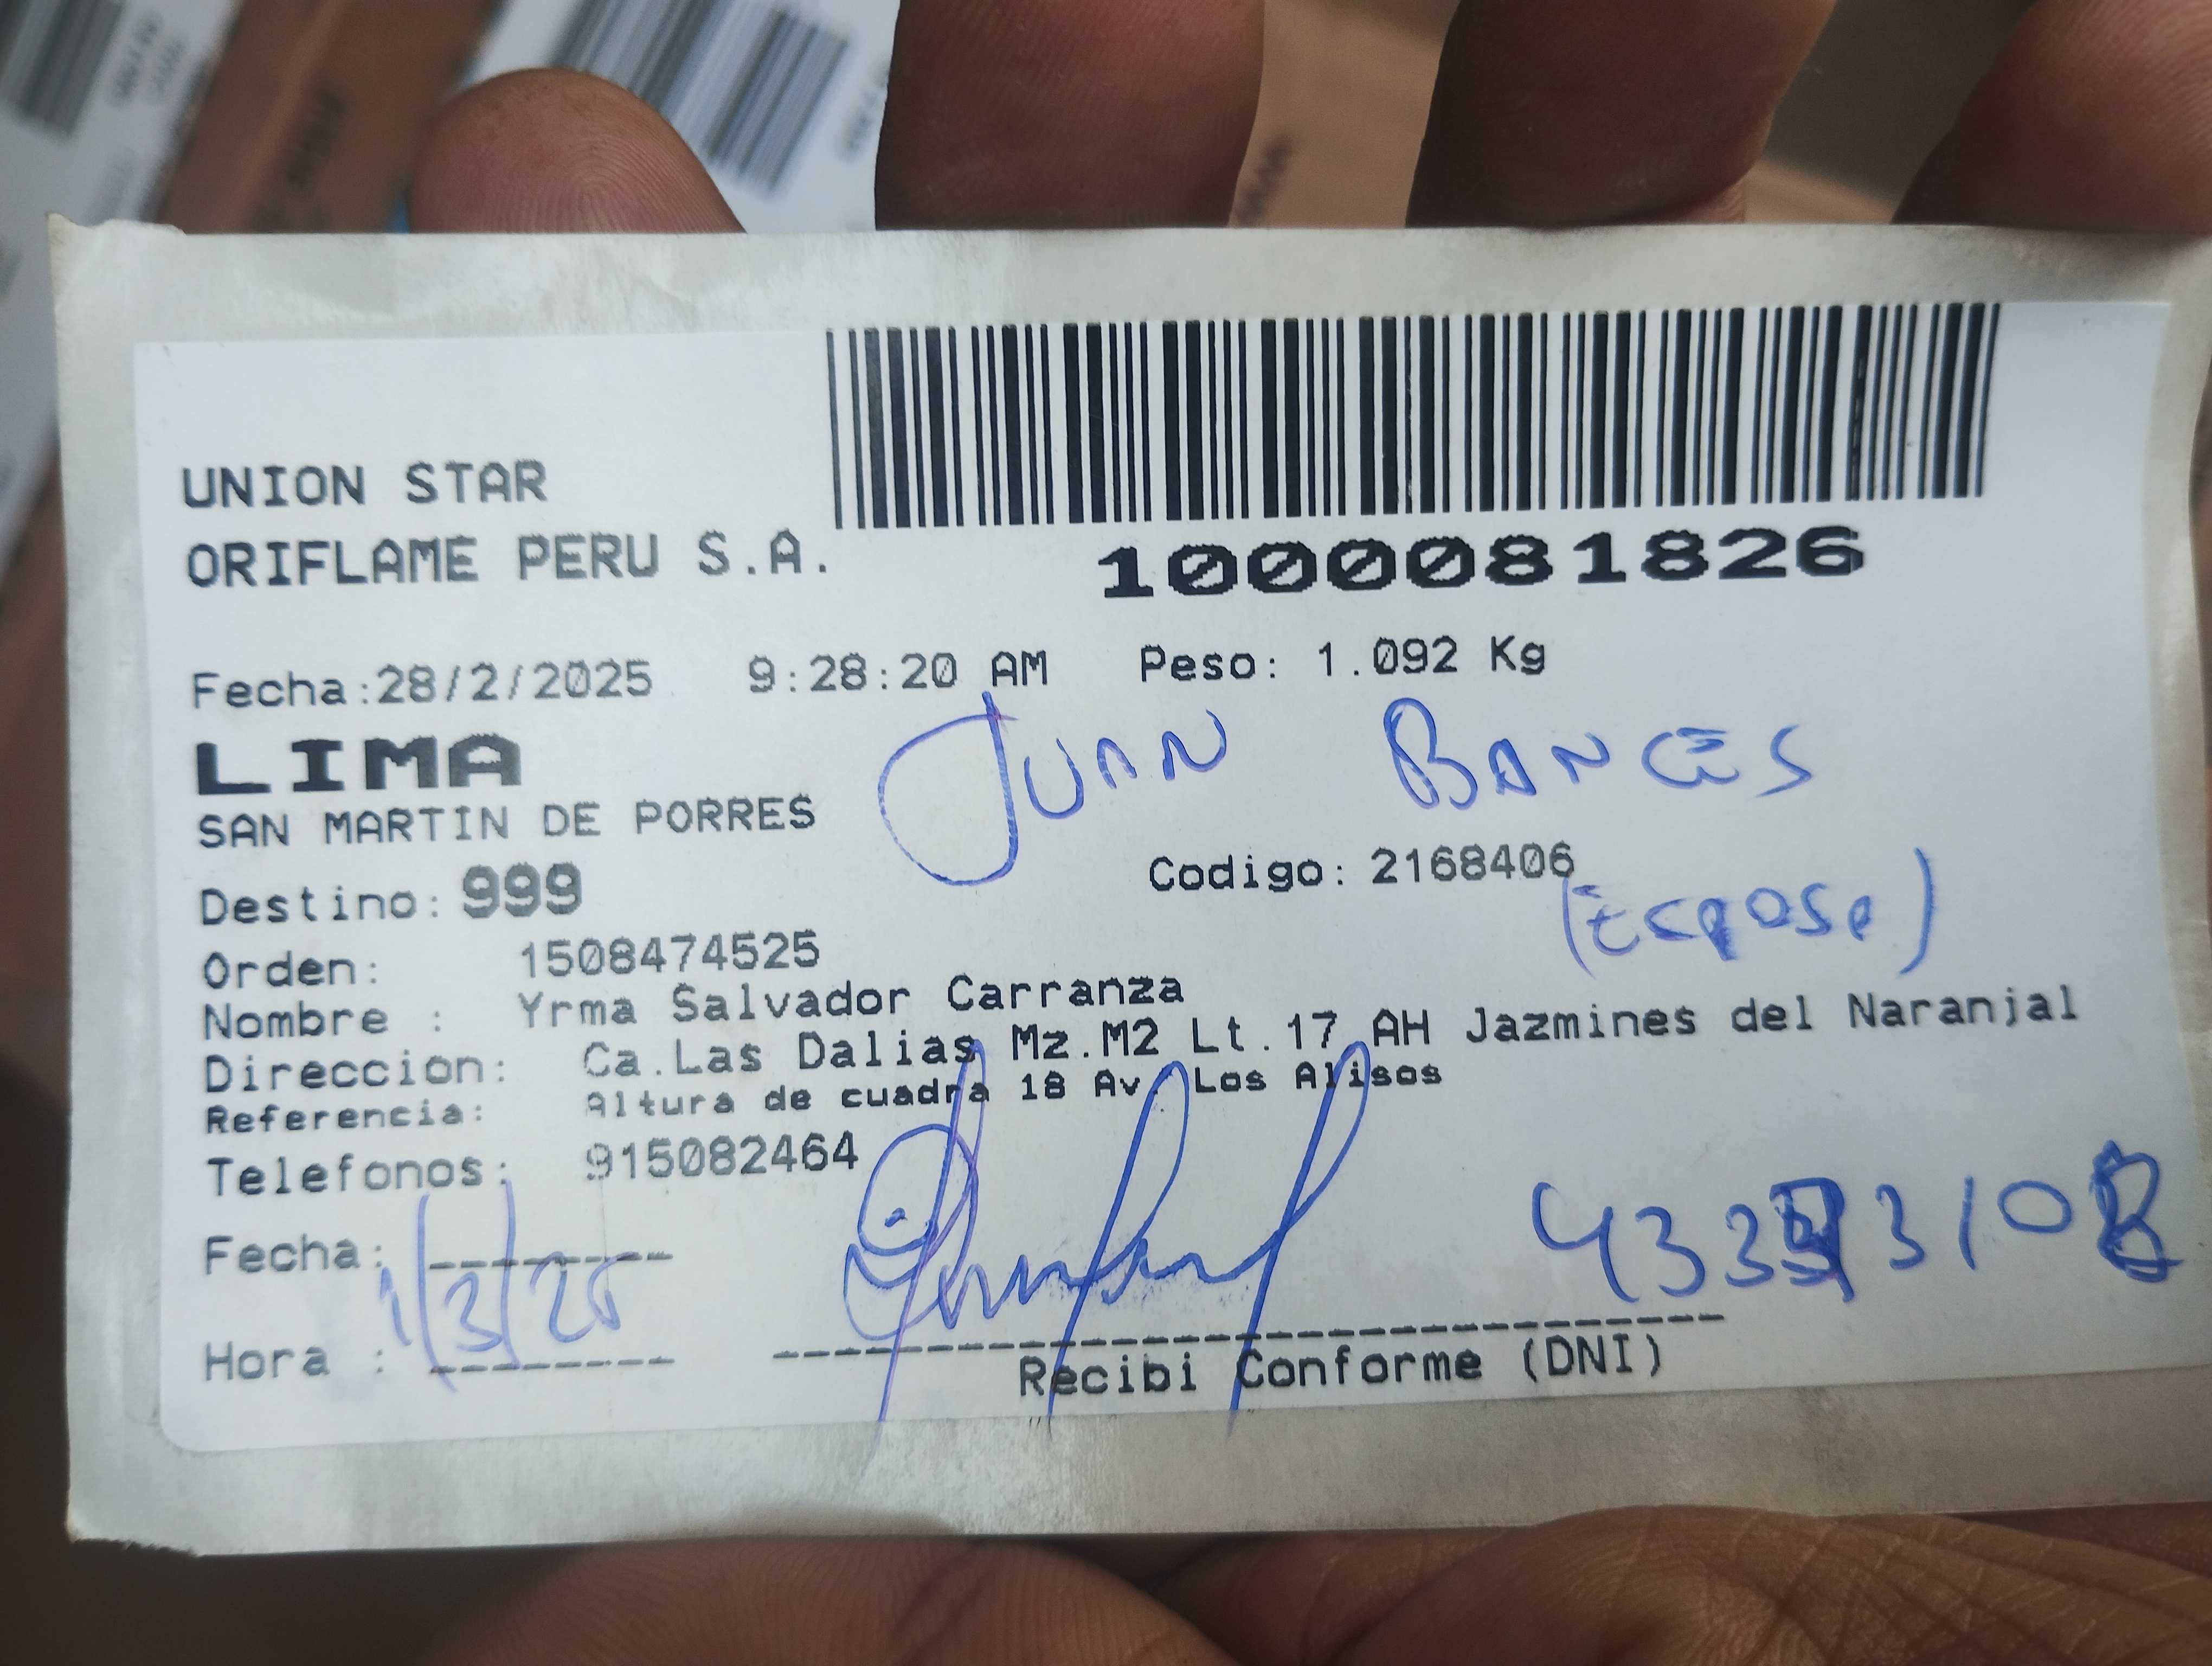 UNION STAR
ORIFLAME PERU S.A.
1000081826
Fecha:28/2/2025 9:28:20 AM Peso: 1.092 Kg
LIMA
JUAN BANCES
SAN MARTIN DE PORRES
Destino: 999
Codigo: 2168406
(Esposo)
Orden: 1508474525
Nombre : Yrma Salvador Carranza
Direccion: Ca.Las Dalias Mz.M2 Lt.17 AH Jazmines del Naranjal
Referencia: Altura de cuadra 18 Av. Los Alisos
Telefonos: 915082464
Fecha:
1/3/25
Hora :
Recibi Conforme (DNI)